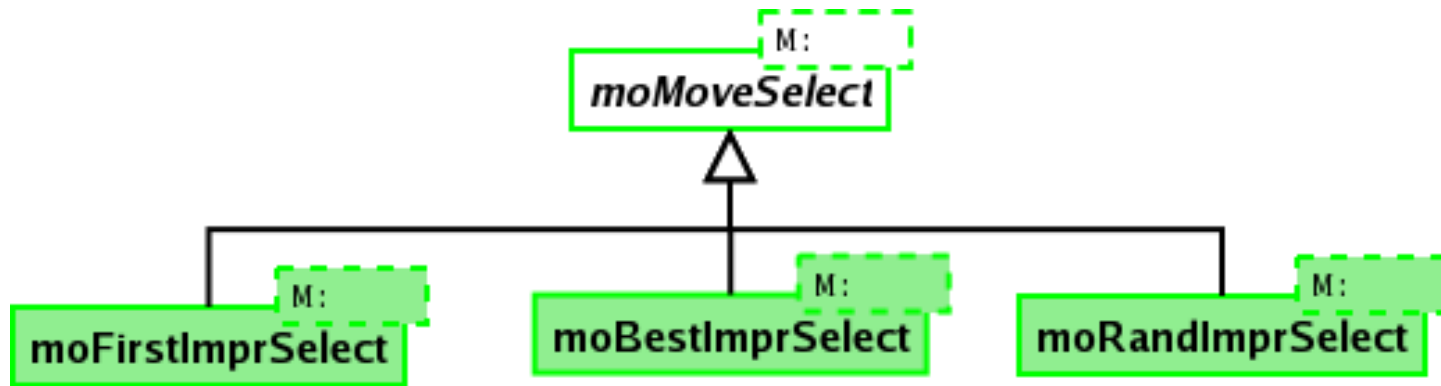 M:
moMoveSelect
M:
moFirstImprSelect
M:
moBestImprSelect
M:
moRandImprSelect